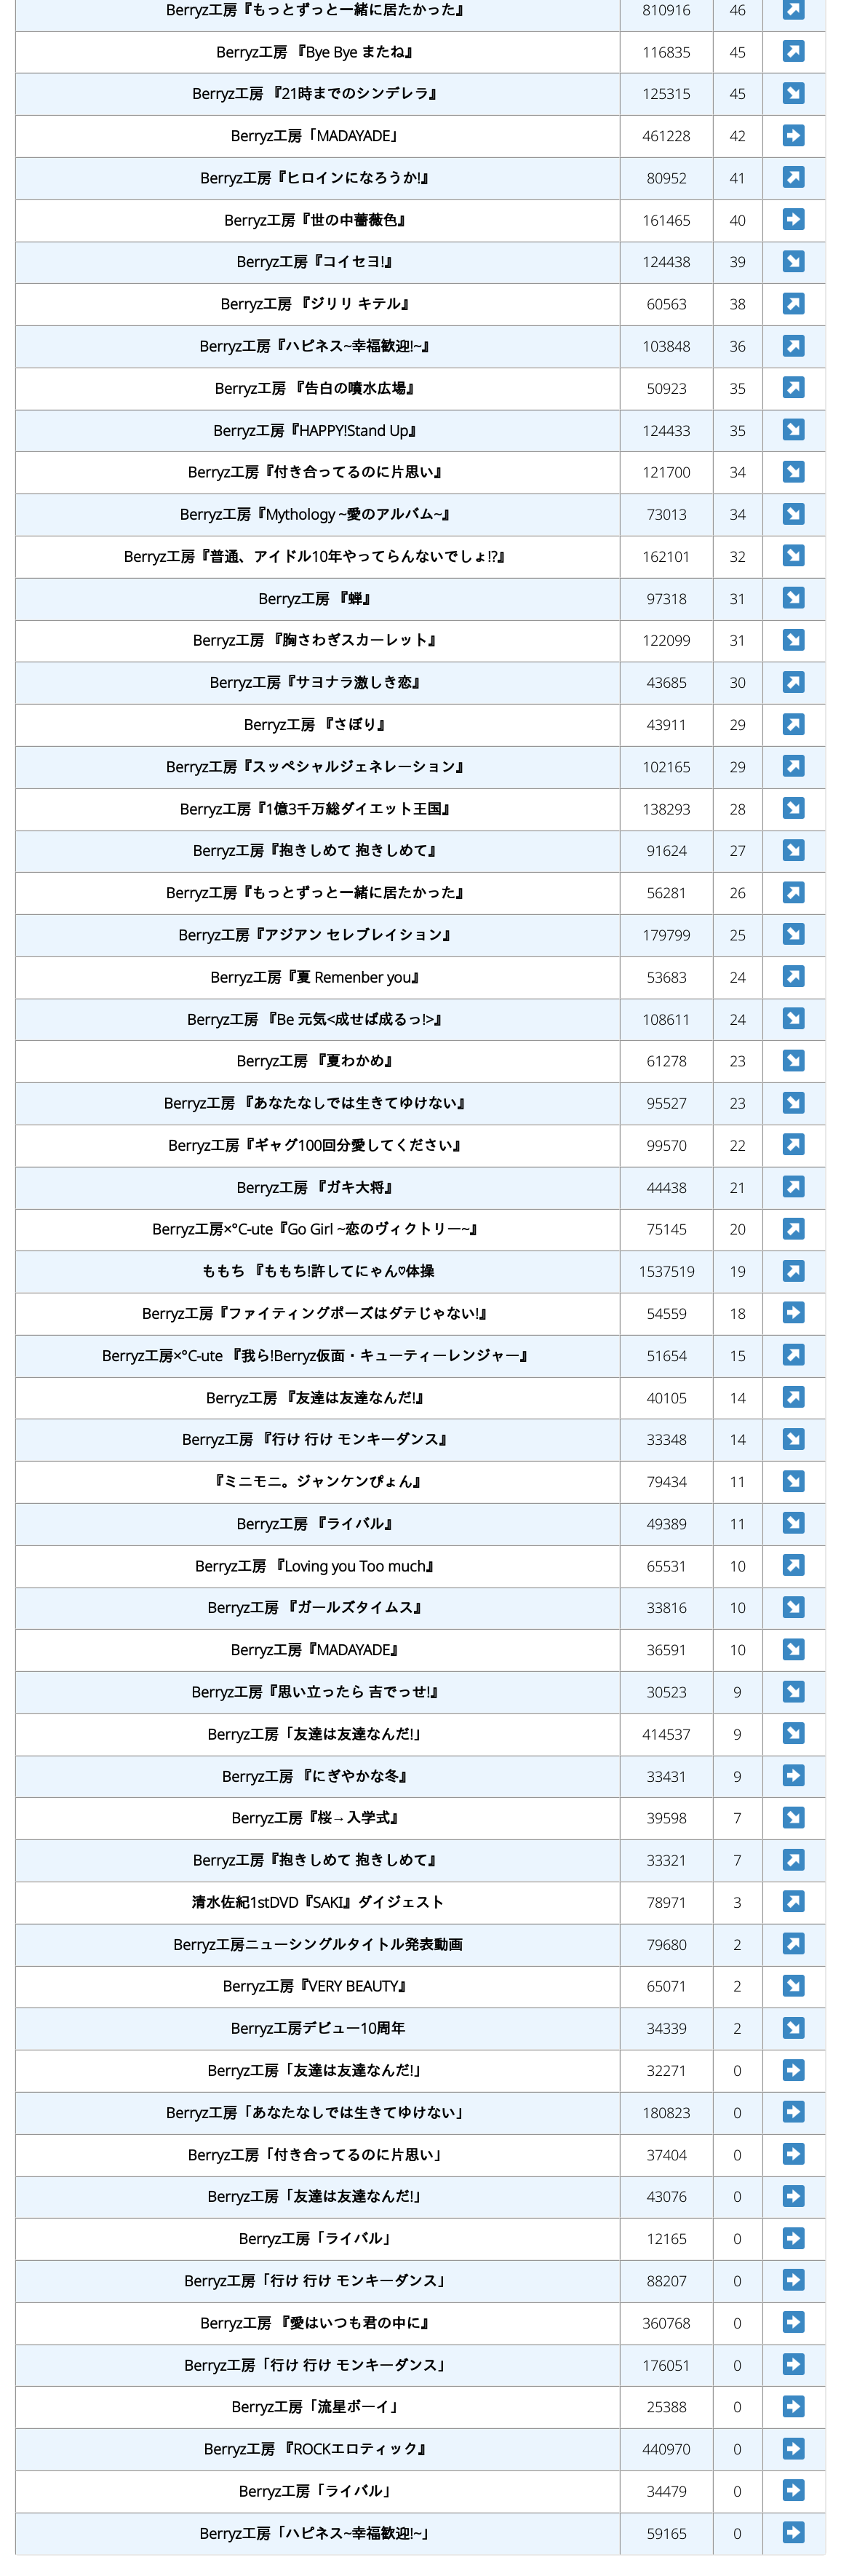 Berryz工房『もっとずっと一緒に居たかった』 810916 46 ↗
Berryz工房 『Bye Bye またね』 116835 45 ↗
Berryz工房 『21時までのシンデレラ』 125315 45 ↘
Berryz工房「MADAYADE」 461228 42 ➡
Berryz工房『ヒロインになろうか!』 80952 41 ↗
Berryz工房『世の中薔薇色』 161465 40 ➡
Berryz工房『コイセヨ!』 124438 39 ↘
Berryz工房 『ジリリ キテル』 60563 38 ↗
Berryz工房『ハピネス~幸福歓迎!~』 103848 36 ↗
Berryz工房 『告白の噴水広場』 50923 35 ↗
Berryz工房『HAPPY!Stand Up』 124433 35 ↘
Berryz工房『付き合ってるのに片思い』 121700 34 ↘
Berryz工房『Mythology ~愛のアルバム~』 73013 34 ↘
Berryz工房『普通、アイドル10年やってらんないでしょ!?』 162101 32 ↘
Berryz工房 『蝉』 97318 31 ↘
Berryz工房 『胸さわぎスカーレット』 122099 31 ↘
Berryz工房『サヨナラ激しき恋』 43685 30 ↗
Berryz工房 『さぼり』 43911 29 ↗
Berryz工房『スッペシャルジェネレーション』 102165 29 ↗
Berryz工房『1億3千万総ダイエット王国』 138293 28 ↘
Berryz工房『抱きしめて 抱きしめて』 91624 27 ↘
Berryz工房『もっとずっと一緒に居たかった』 56281 26 ↗
Berryz工房『アジアン セレブレイション』 179799 25 ↘
Berryz工房『夏 Remenber you』 53683 24 ↗
Berryz工房 『Be 元気<成せば成るっ!>』 108611 24 ↘
Berryz工房 『夏わかめ』 61278 23 ↘
Berryz工房 『あなたなしでは生きてゆけない』 95527 23 ↘
Berryz工房『ギャグ100回分愛してください』 99570 22 ↗
Berryz工房 『ガキ大将』 44438 21 ↗
Berryz工房×°C-ute『Go Girl ~恋のヴィクトリー~』 75145 20 ↗
ももち 『ももち!許してにゃん♡体操 1537519 19 ↗
Berryz工房『ファイティングポーズはダテじゃない!』 54559 18 ➡
Berryz工房×°C-ute 『我ら!Berryz仮面・キューティーレンジャー』 51654 15 ↗
Berryz工房 『友達は友達なんだ!』 40105 14 ↗
Berryz工房 『行け 行け モンキーダンス』 33348 14 ↘
『ミニモニ。ジャンケンぴょん』 79434 11 ↘
Berryz工房 『ライバル』 49389 11 ↘
Berryz工房 『Loving you Too much』 65531 10 ↗
Berryz工房 『ガールズタイムス』 33816 10 ↘
Berryz工房『MADAYADE』 36591 10 ↘
Berryz工房『思い立ったら 吉でっせ!』 30523 9 ↘
Berryz工房「友達は友達なんだ!」 414537 9 ↘
Berryz工房 『にぎやかな冬』 33431 9 ➡
Berryz工房『桜→入学式』 39598 7 ↘
Berryz工房『抱きしめて 抱きしめて』 33321 7 ↗
清水佐紀1stDVD『SAKI』ダイジェスト 78971 3 ↗
Berryz工房ニューシングルタイトル発表動画 79680 2 ↗
Berryz工房『VERY BEAUTY』 65071 2 ↘
Berryz工房デビュー10周年 34339 2 ↘
Berryz工房「友達は友達なんだ!」 32271 0 ➡
Berryz工房「あなたなしでは生きてゆけない」 180823 0 ➡
Berryz工房「付き合ってるのに片思い」 37404 0 ➡
Berryz工房「友達は友達なんだ!」 43076 0 ➡
Berryz工房「ライバル」 12165 0 ➡
Berryz工房「行け 行け モンキーダンス」 88207 0 ➡
Berryz工房 『愛はいつも君の中に』 360768 0 ➡
Berryz工房「行け 行け モンキーダンス」 176051 0 ➡
Berryz工房「流星ボーイ」 25388 0 ➡
Berryz工房 『ROCKエロティック』 440970 0 ➡
Berryz工房「ライバル」 34479 0 ➡
Berryz工房「ハピネス~幸福歓迎!~」 59165 0 ➡